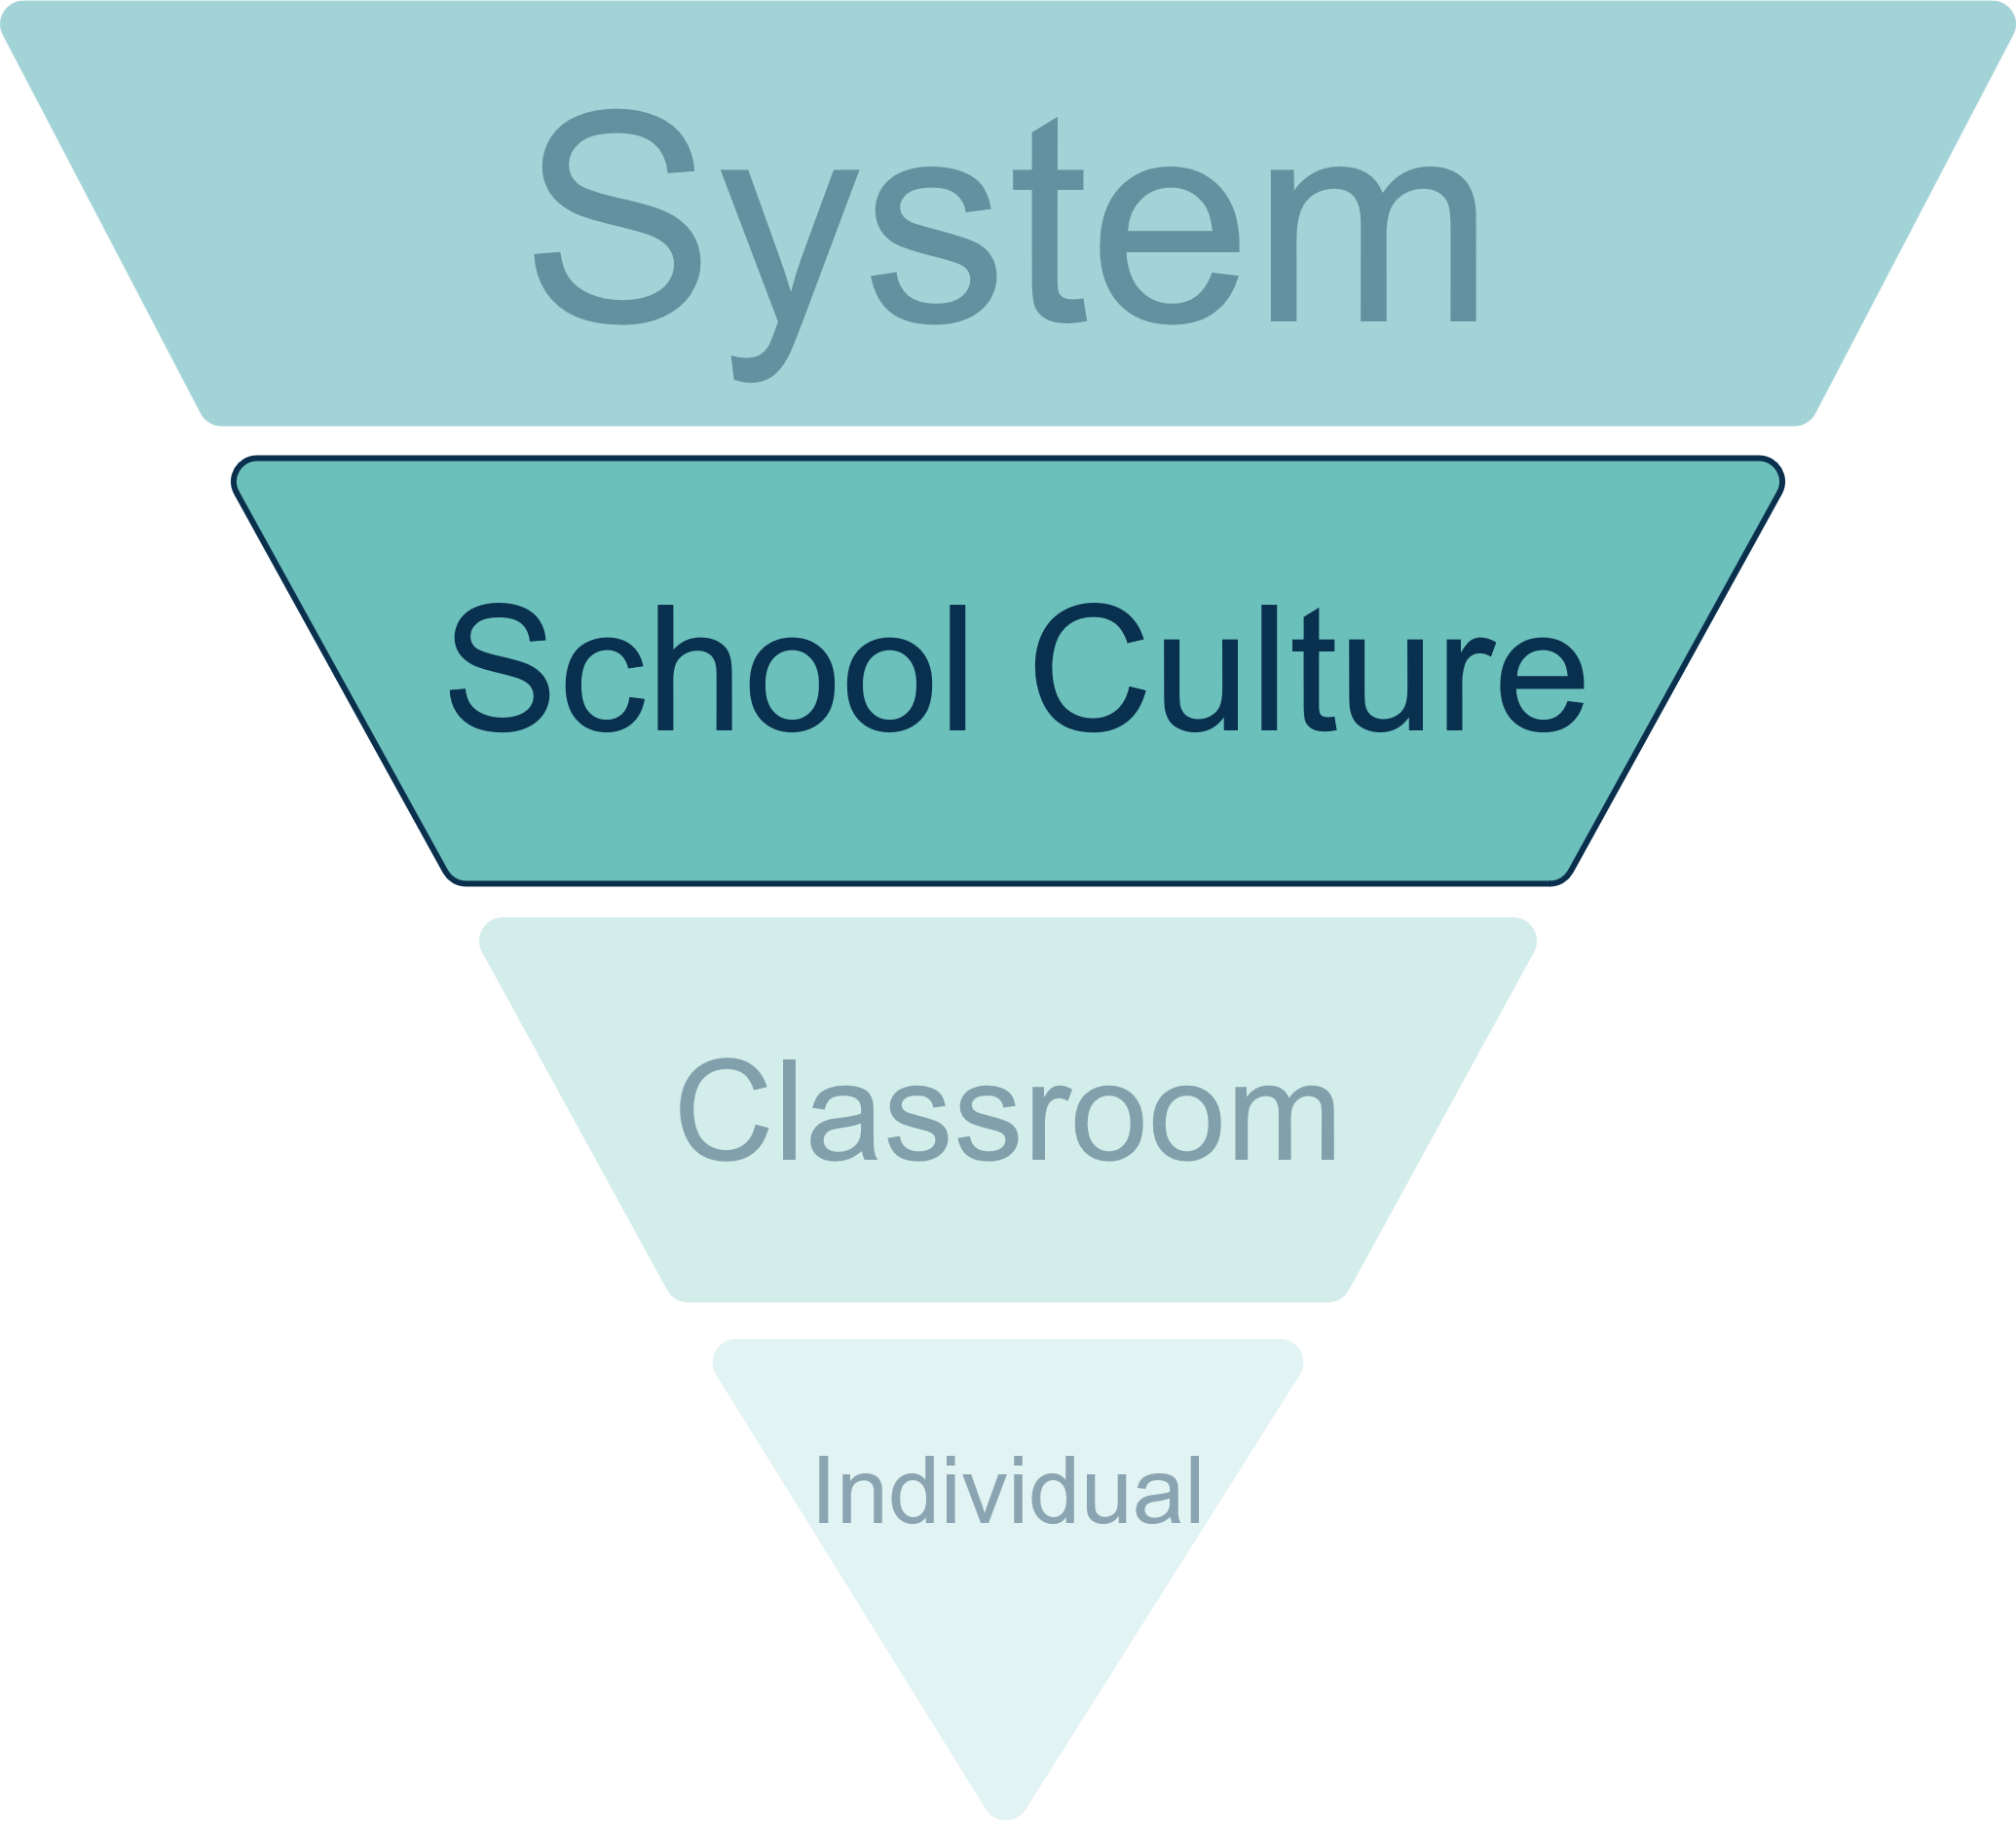 System
School Culture
Classroom
Individual